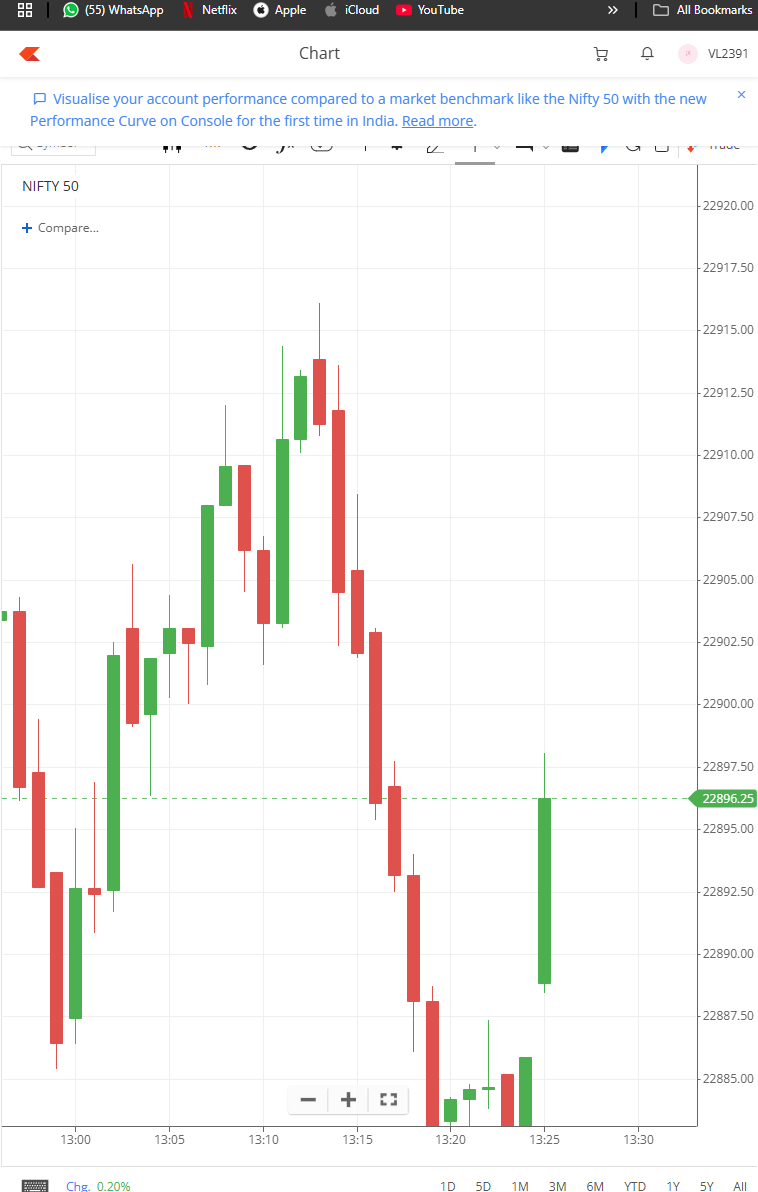 (55) WhatsApp Netflix Apple iCloud YouTube » All Bookmarks
Chart VL2391
Visualise your account performance compared to a market benchmark like the Nifty 50 with the new
Performance Curve on Console for the first time in India. Read more.
NIFTY 50
+ Compare...
22920.00
22917.50
22915.00
22912.50
22910.00
22907.50
22905.00
22902.50
22900.00
22897.50
22896.25
22895.00
22892.50
22890.00
22887.50
22885.00
13:00 13:05 13:10 13:15 13:20 13:25 13:30
Chg. 0.20% 1D 5D 1M 3M 6M YTD 1Y 5Y All